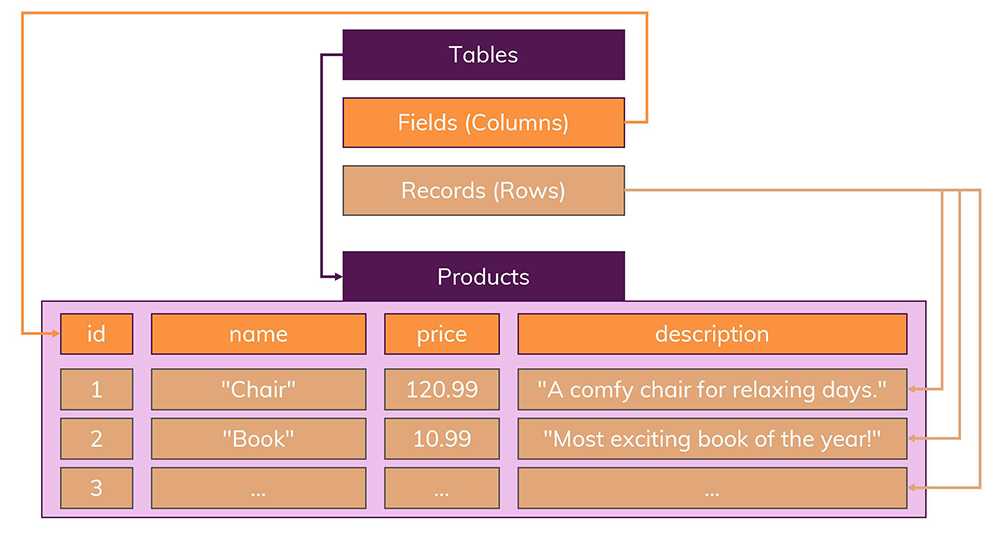 Tables
Fields (Columns)
Records (Rows)
Products
id name price description
1 "Chair" 120.99 "A comfy chair for relaxing days."
2 "Book" 10.99 "Most exciting book of the year!"
3 ... ... ...